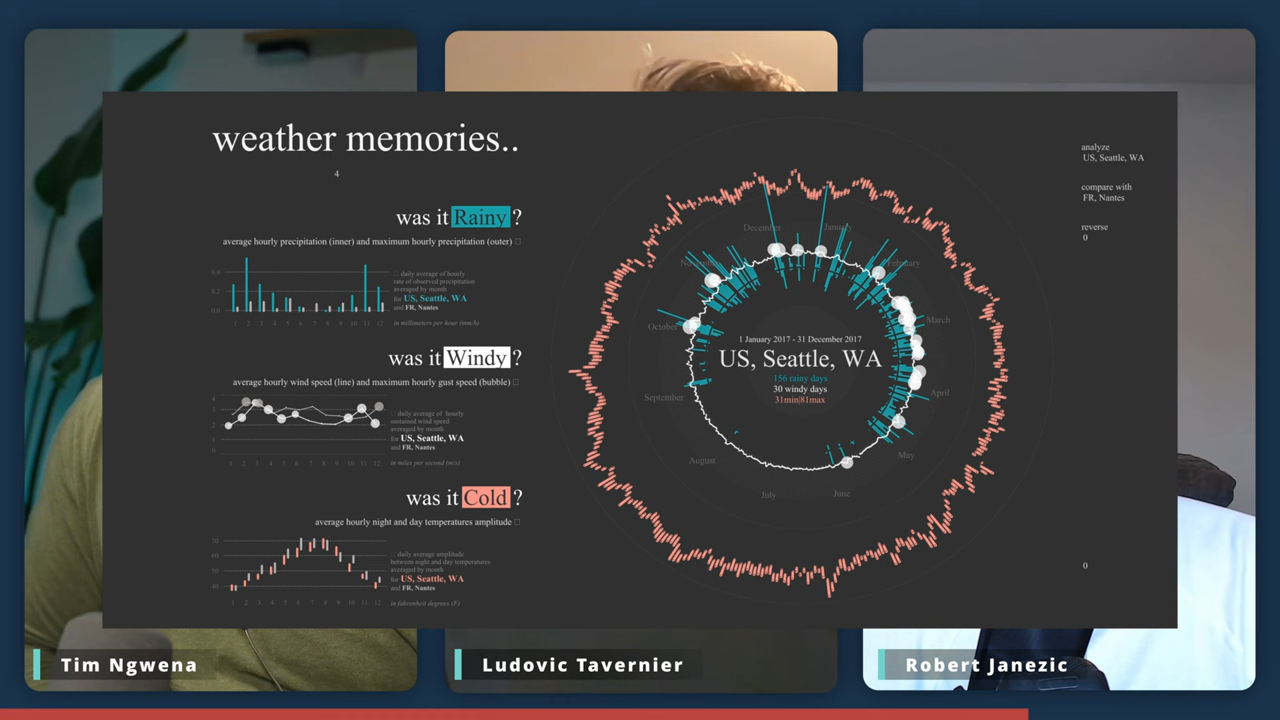 weather memories..
4
was it Rainy ?
average hourly precipitation (inner) and maximum hourly precipitation (outer)
0.4
0.2
0.0
1 2 3 4 5 6 7 8 9 10 11 12
daily average of hourly
rate of observed precipitation
averaged by month
for US, Seattle, WA
and FR, Nantes
in millimeters per hour (mm/h)
was it Windy ?
average hourly wind speed (line) and maximum hourly gust speed (bubble)
4
3
2
1
0
1 2 3 4 5 6 7 8 9 10 11 12
daily average of hourly
sustained wind speed
averaged by month
for US, Seattle, WA
and FR, Nantes
in miles per second (m/s)
was it Cold ?
average hourly night and day temperatures amplitude
70
60
50
40
1 2 3 4 5 6 7 8 9 10 11 12
daily average amplitude
between night and day temperatures
averaged by month
for US, Seattle, WA
and FR, Nantes
in fahrenheit degrees (F)
December
January
November
February
October
March
September
April
August
May
July
June
1 January 2017 - 31 December 2017
US, Seattle, WA
156 rainy days
30 windy days
31min|81max
analyze
US, Seattle, WA
compare with
FR, Nantes
reverse
0
0
Tim Ngwena
Ludovic Tavernier
Robert Janezic